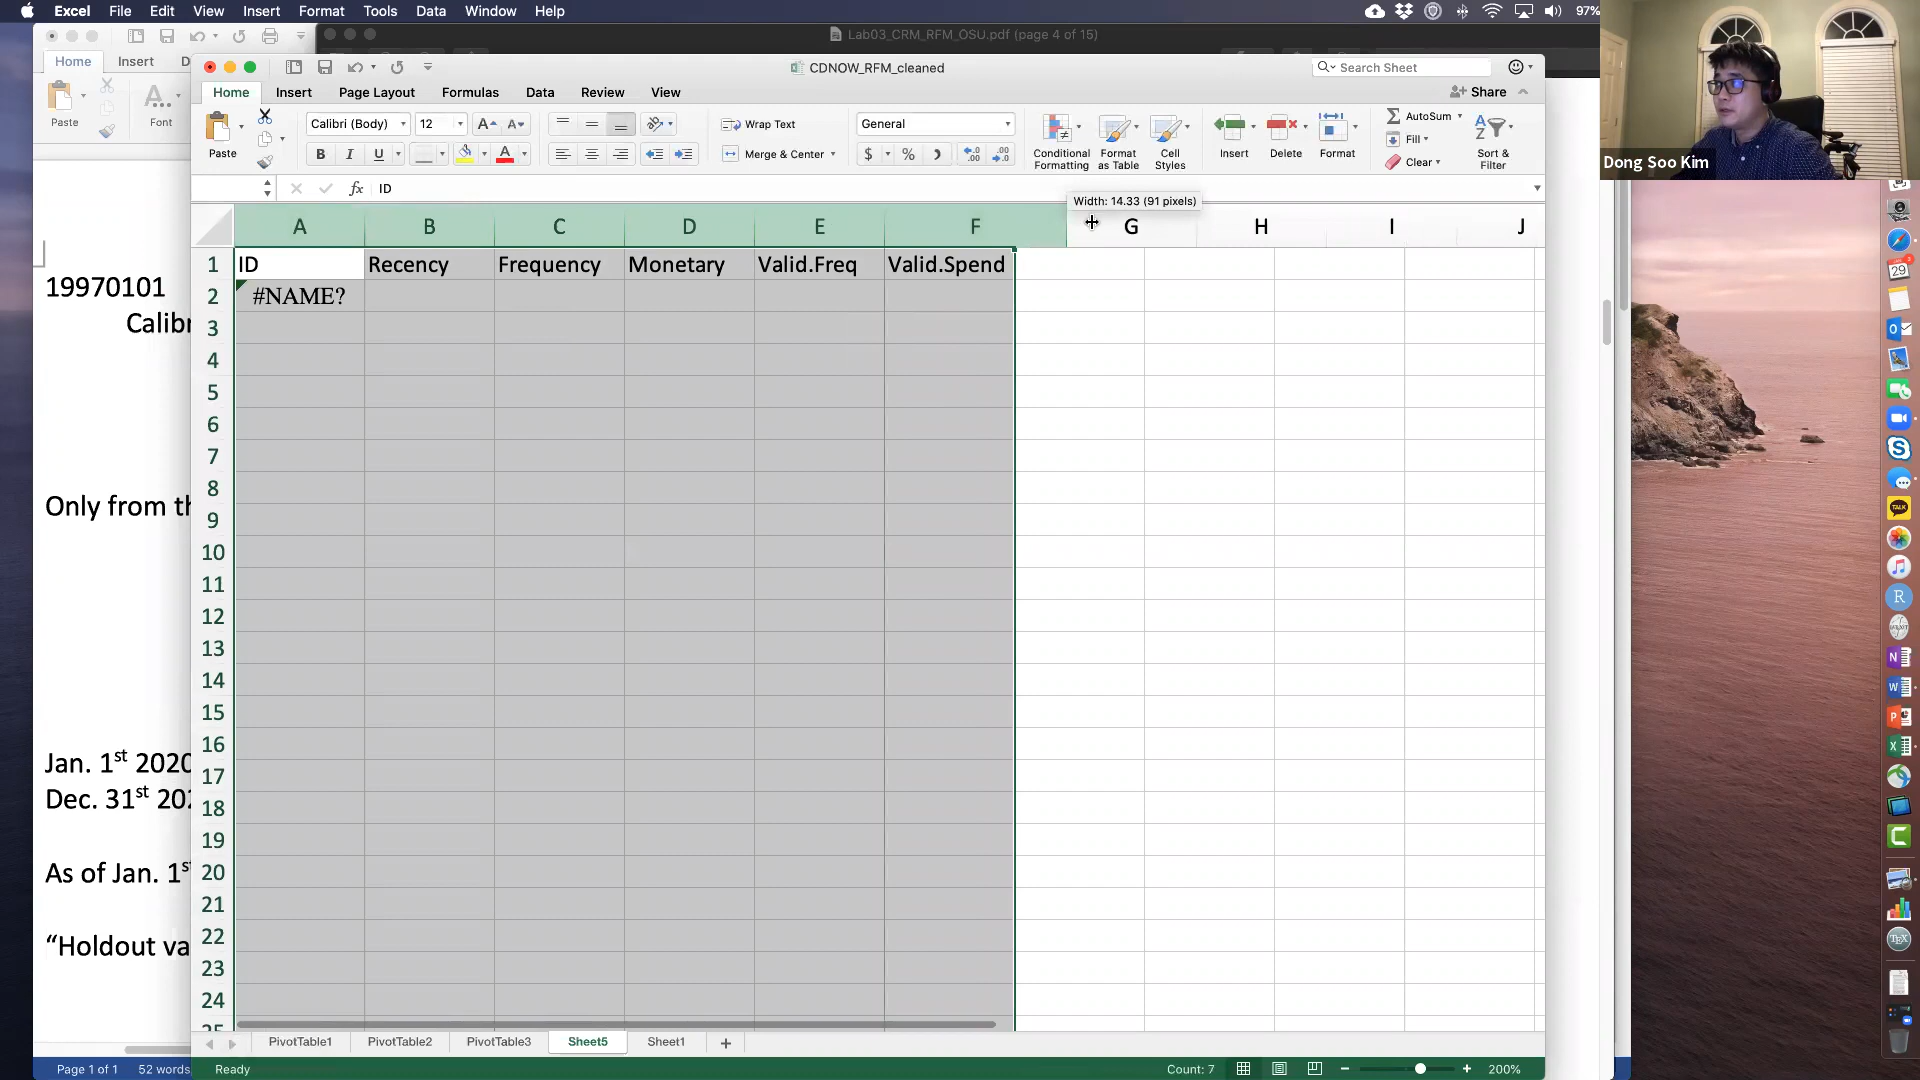 Excel File Edit View Insert Format Tools Data Window Help
97%
Lab03_CRM_RFM_OSU.pdf (page 4 of 15)
Home Insert D
Paste Font
19970101
Calibr
Only from th
Jan. 1st 2020
Dec. 31st 202
As of Jan. 1s
“Holdout va
Page 1 of 1 52 words
CDNOW_RFM_cleaned
Search Sheet
Home Insert Page Layout Formulas Data Review View
Share
Paste
Calibri (Body) 12
Wrap Text
Merge & Center
General
Conditional Formatting
Format as Table
Cell Styles
Insert
Delete
Format
AutoSum
Fill
Clear
Sort & Filter
ID
Width: 14.33 (91 pixels)
A B C D E F G H I J
1 ID Recency Frequency Monetary Valid.Freq Valid.Spend
2 #NAME?
3
4
5
6
7
8
9
10
11
12
13
14
15
16
17
18
19
20
21
22
23
24
25
PivotTable1 PivotTable2 PivotTable3 Sheet5 Sheet1
Ready
Count: 7
200%
Dong Soo Kim
29
TALK